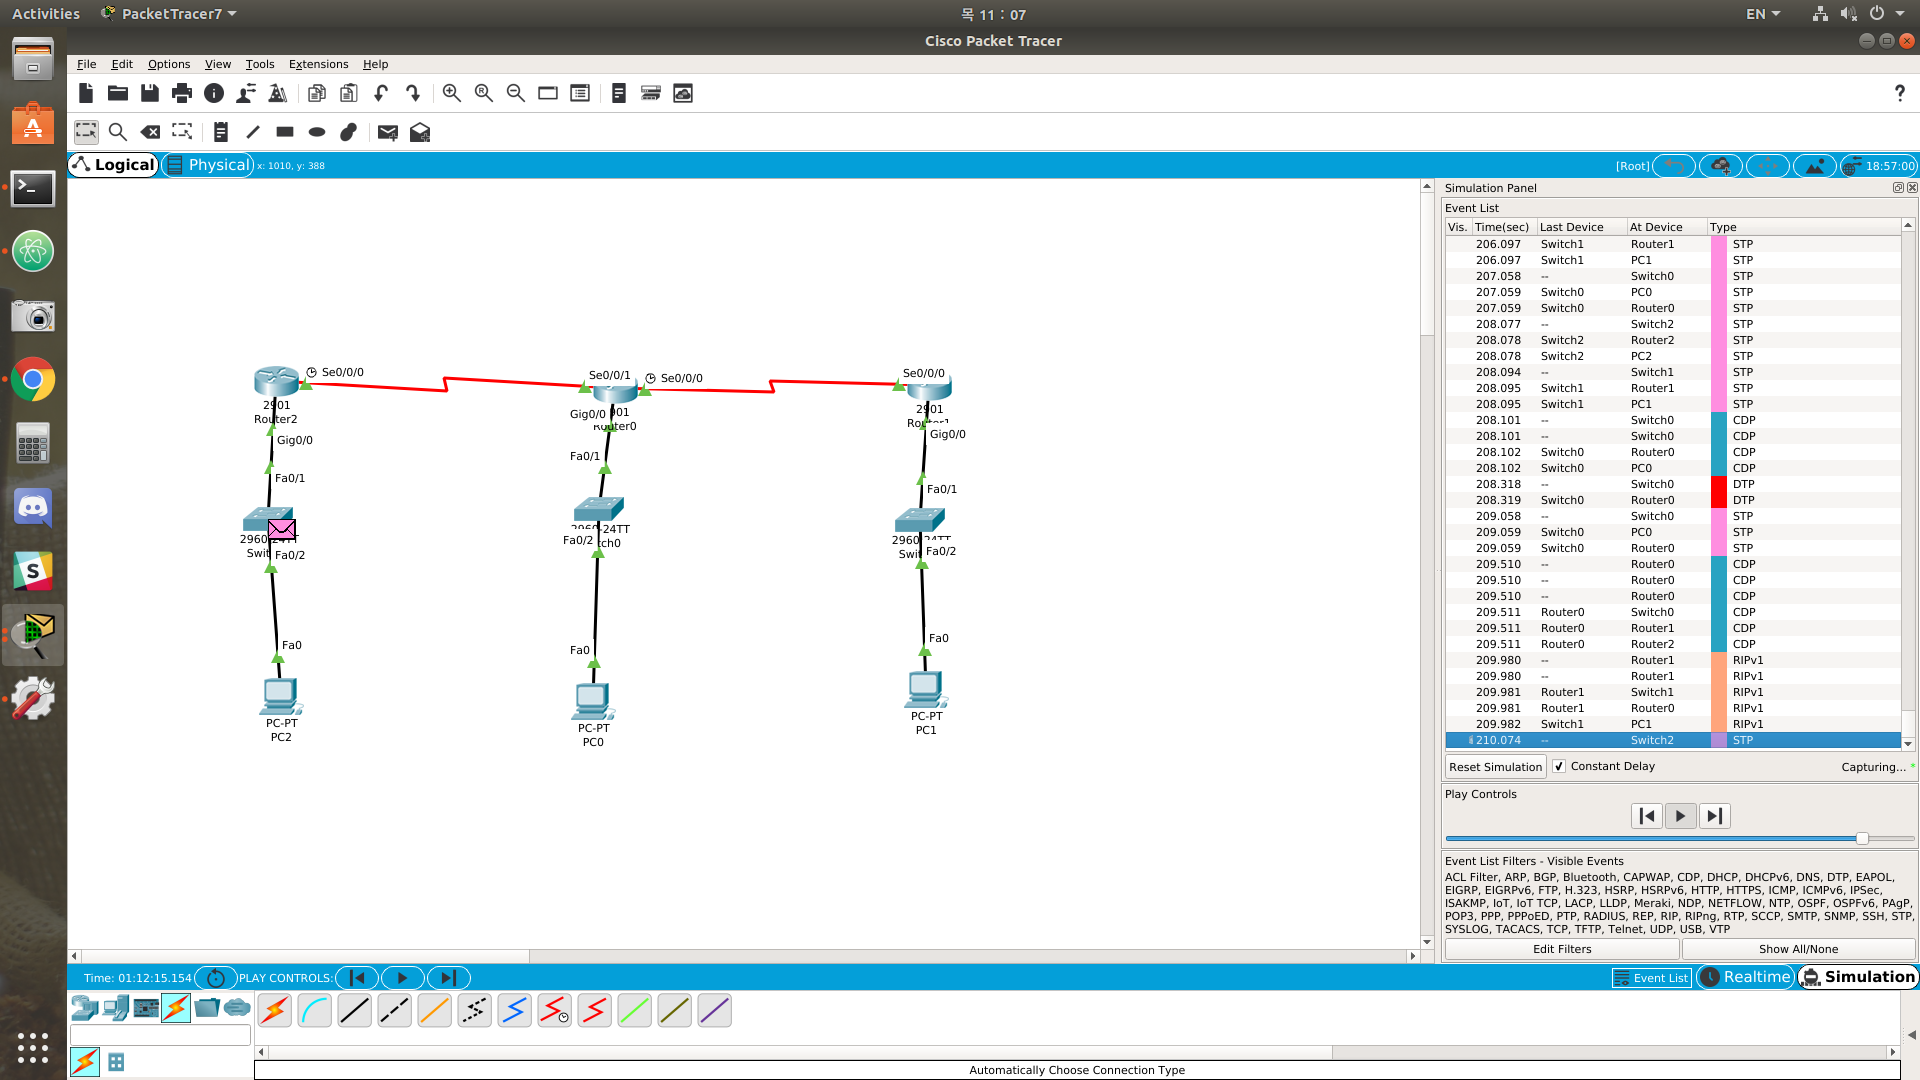 Activities
PacketTracer7
목 11 : 07
EN
Cisco Packet Tracer
File Edit Options View Tools Extensions Help
Logical
Physical
x: 1010, y: 388
[Root]
18:57:00
Se0/0/0
2901
Router2
Gig0/0
Fa0/1
Fa0/2
Fa0
PC-PT
PC2
Se0/0/1
Se0/0/0
Gig0/0
Router0
Fa0/1
Fa0/2
Fa0
PC-PT
PC0
Se0/0/0
2901
Gig0/0
Fa0/1
Fa0/2
Fa0
PC-PT
PC1
Simulation Panel
Event List
Vis. Time(sec) Last Device At Device Type
206.097 Switch1 Router1 STP
206.097 Switch1 PC1 STP
207.058 -- Switch0 STP
207.059 Switch0 PC0 STP
207.059 Switch0 Router0 STP
208.077 -- Switch2 STP
208.078 Switch2 Router2 STP
208.078 Switch2 PC2 STP
208.094 -- Switch1 STP
208.095 Switch1 Router1 STP
208.095 Switch1 PC1 STP
208.101 -- Switch0 CDP
208.101 -- Switch0 CDP
208.102 Switch0 Router0 CDP
208.102 Switch0 PC0 CDP
208.318 -- Switch0 DTP
208.319 Switch0 Router0 DTP
209.058 -- Switch0 STP
209.059 Switch0 PC0 STP
209.059 Switch0 Router0 STP
209.510 -- Router0 CDP
209.510 -- Router0 CDP
209.510 -- Router0 CDP
209.511 Router0 Switch0 CDP
209.511 Router0 Router1 CDP
209.511 Router0 Router2 CDP
209.980 -- Router1 RIPv1
209.980 -- Router1 RIPv1
209.981 Router1 Switch1 RIPv1
209.981 Router1 Router0 RIPv1
209.982 Switch1 PC1 RIPv1
210.074 -- Switch2 STP
Reset Simulation
Constant Delay
Capturing...
Play Controls
Event List Filters - Visible Events
ACL Filter, ARP, BGP, Bluetooth, CAPWAP, CDP, DHCP, DHCPv6, DNS, DTP, EAPOL,
EIGRP, EIGRPv6, FTP, H.323, HSRP, HSRPv6, HTTP, HTTPS, ICMP, ICMPv6, IPSec,
ISAKMP, IoT, IoT TCP, LACP, LLDP, Meraki, NDP, NETFLOW, NTP, OSPF, OSPFv6, PAgP,
POP3, PPP, PPPoED, PTP, RADIUS, REP, RIP, RIPng, RTP, SCCP, SMTP, SNMP, SSH, STP,
SYSLOG, TACACS, TCP, TFTP, Telnet, UDP, USB, VTP
Edit Filters
Show All/None
Time: 01:12:15.154
PLAY CONTROLS:
Event List
Realtime
Simulation
Automatically Choose Connection Type